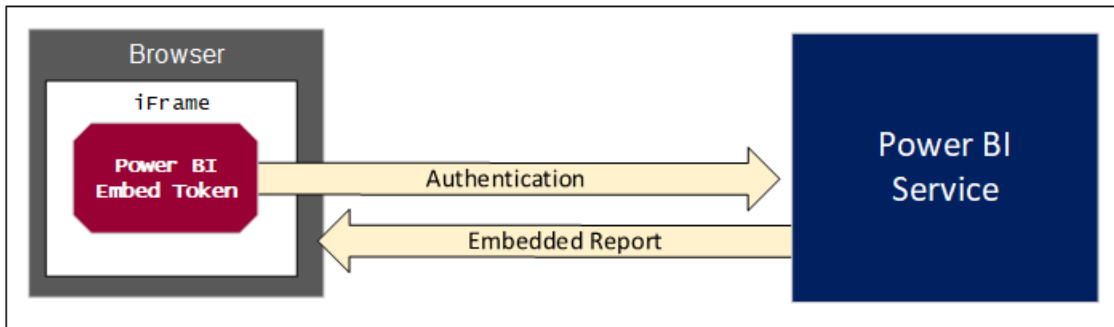 Browser
iFrame
Power BI
Embed Token
Authentication
Embedded Report
Power BI
Service